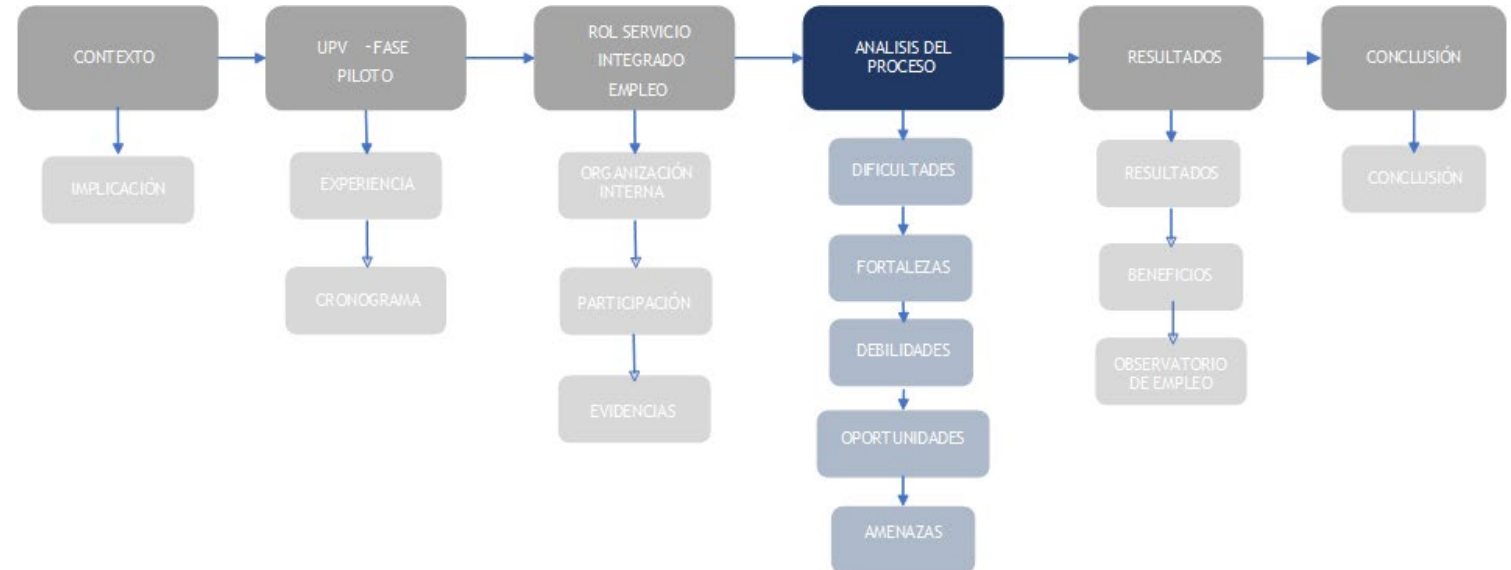 CONTEXTO
UPV - FASE
PILOTO
ROL SERVICIO
INTEGRADO
EMPLEO
ANALISIS DEL
PROCESO
RESULTADOS
CONCLUSIÓN
IMPLICACIÓN
EXPERIENCIA
CRONOGRAMA
ORGANIZACIÓN
INTERNA
PARTICIPACIÓN
EVIDENCIAS
DIFICULTADES
FORTALEZAS
DEBILIDADES
OPORTUNIDADES
AMENAZAS
RESULTADOS
BENEFICIOS
OBSERVATORIO
DE EMPLEO
CONCLUSIÓN